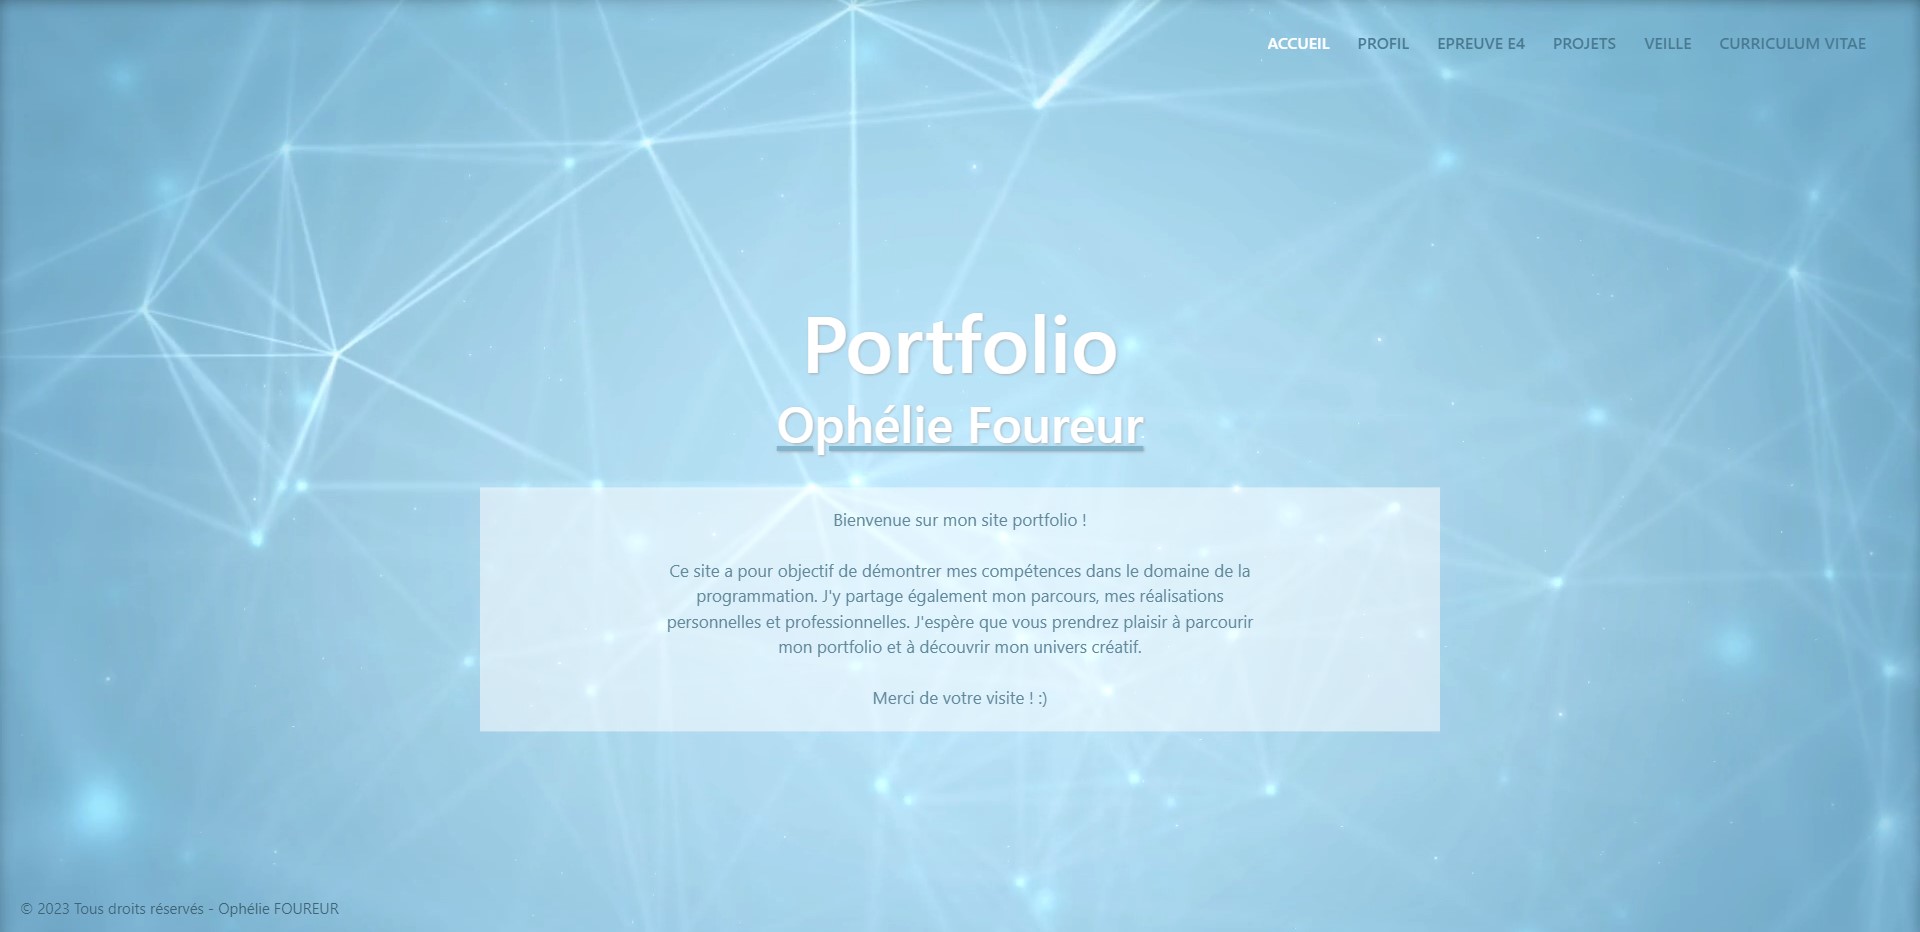 ACCUEIL PROFIL EPREUVE E4 PROJETS VEILLE CURRICULUM VITAE
Portfolio
Ophélie Foureur
Bienvenue sur mon site portfolio !
Ce site a pour objectif de démontrer mes compétences dans le domaine de la
programmation. J'y partage également mon parcours, mes réalisations
personnelles et professionnelles. J'espère que vous prendrez plaisir à parcourir
mon portfolio et à découvrir mon univers créatif.
Merci de votre visite ! :)
© 2023 Tous droits réservés - Ophélie FOUREUR